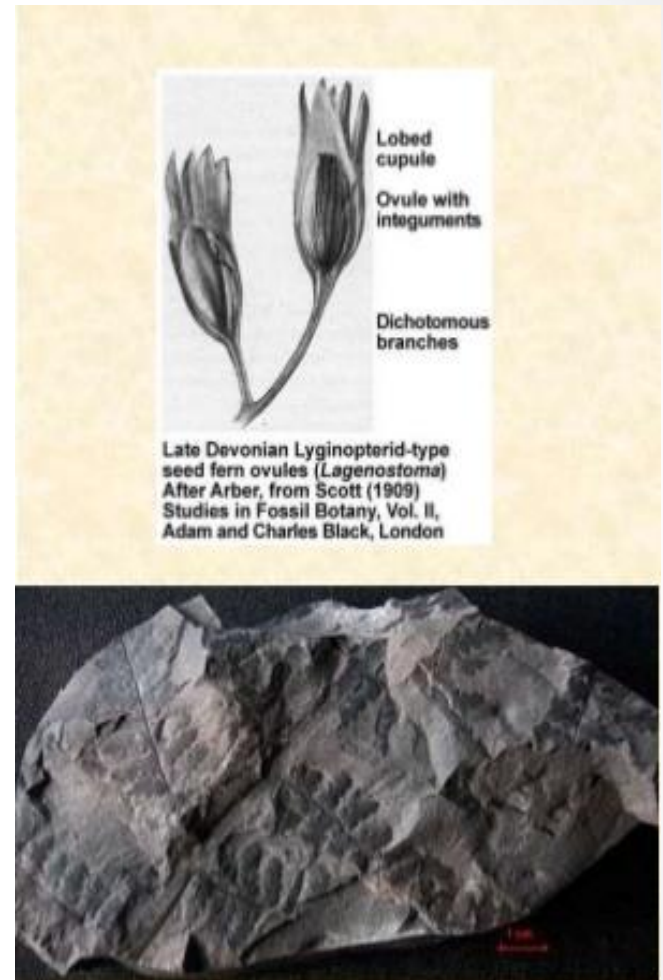 Lobed
cupule
Ovule with
integuments
Dichotomous
branches
Late Devonian Lyginopterid-type
seed fern ovules (Lagenostoma)
After Arber, from Scott (1909)
Studies in Fossil Botany, Vol. II,
Adam and Charles Black, London